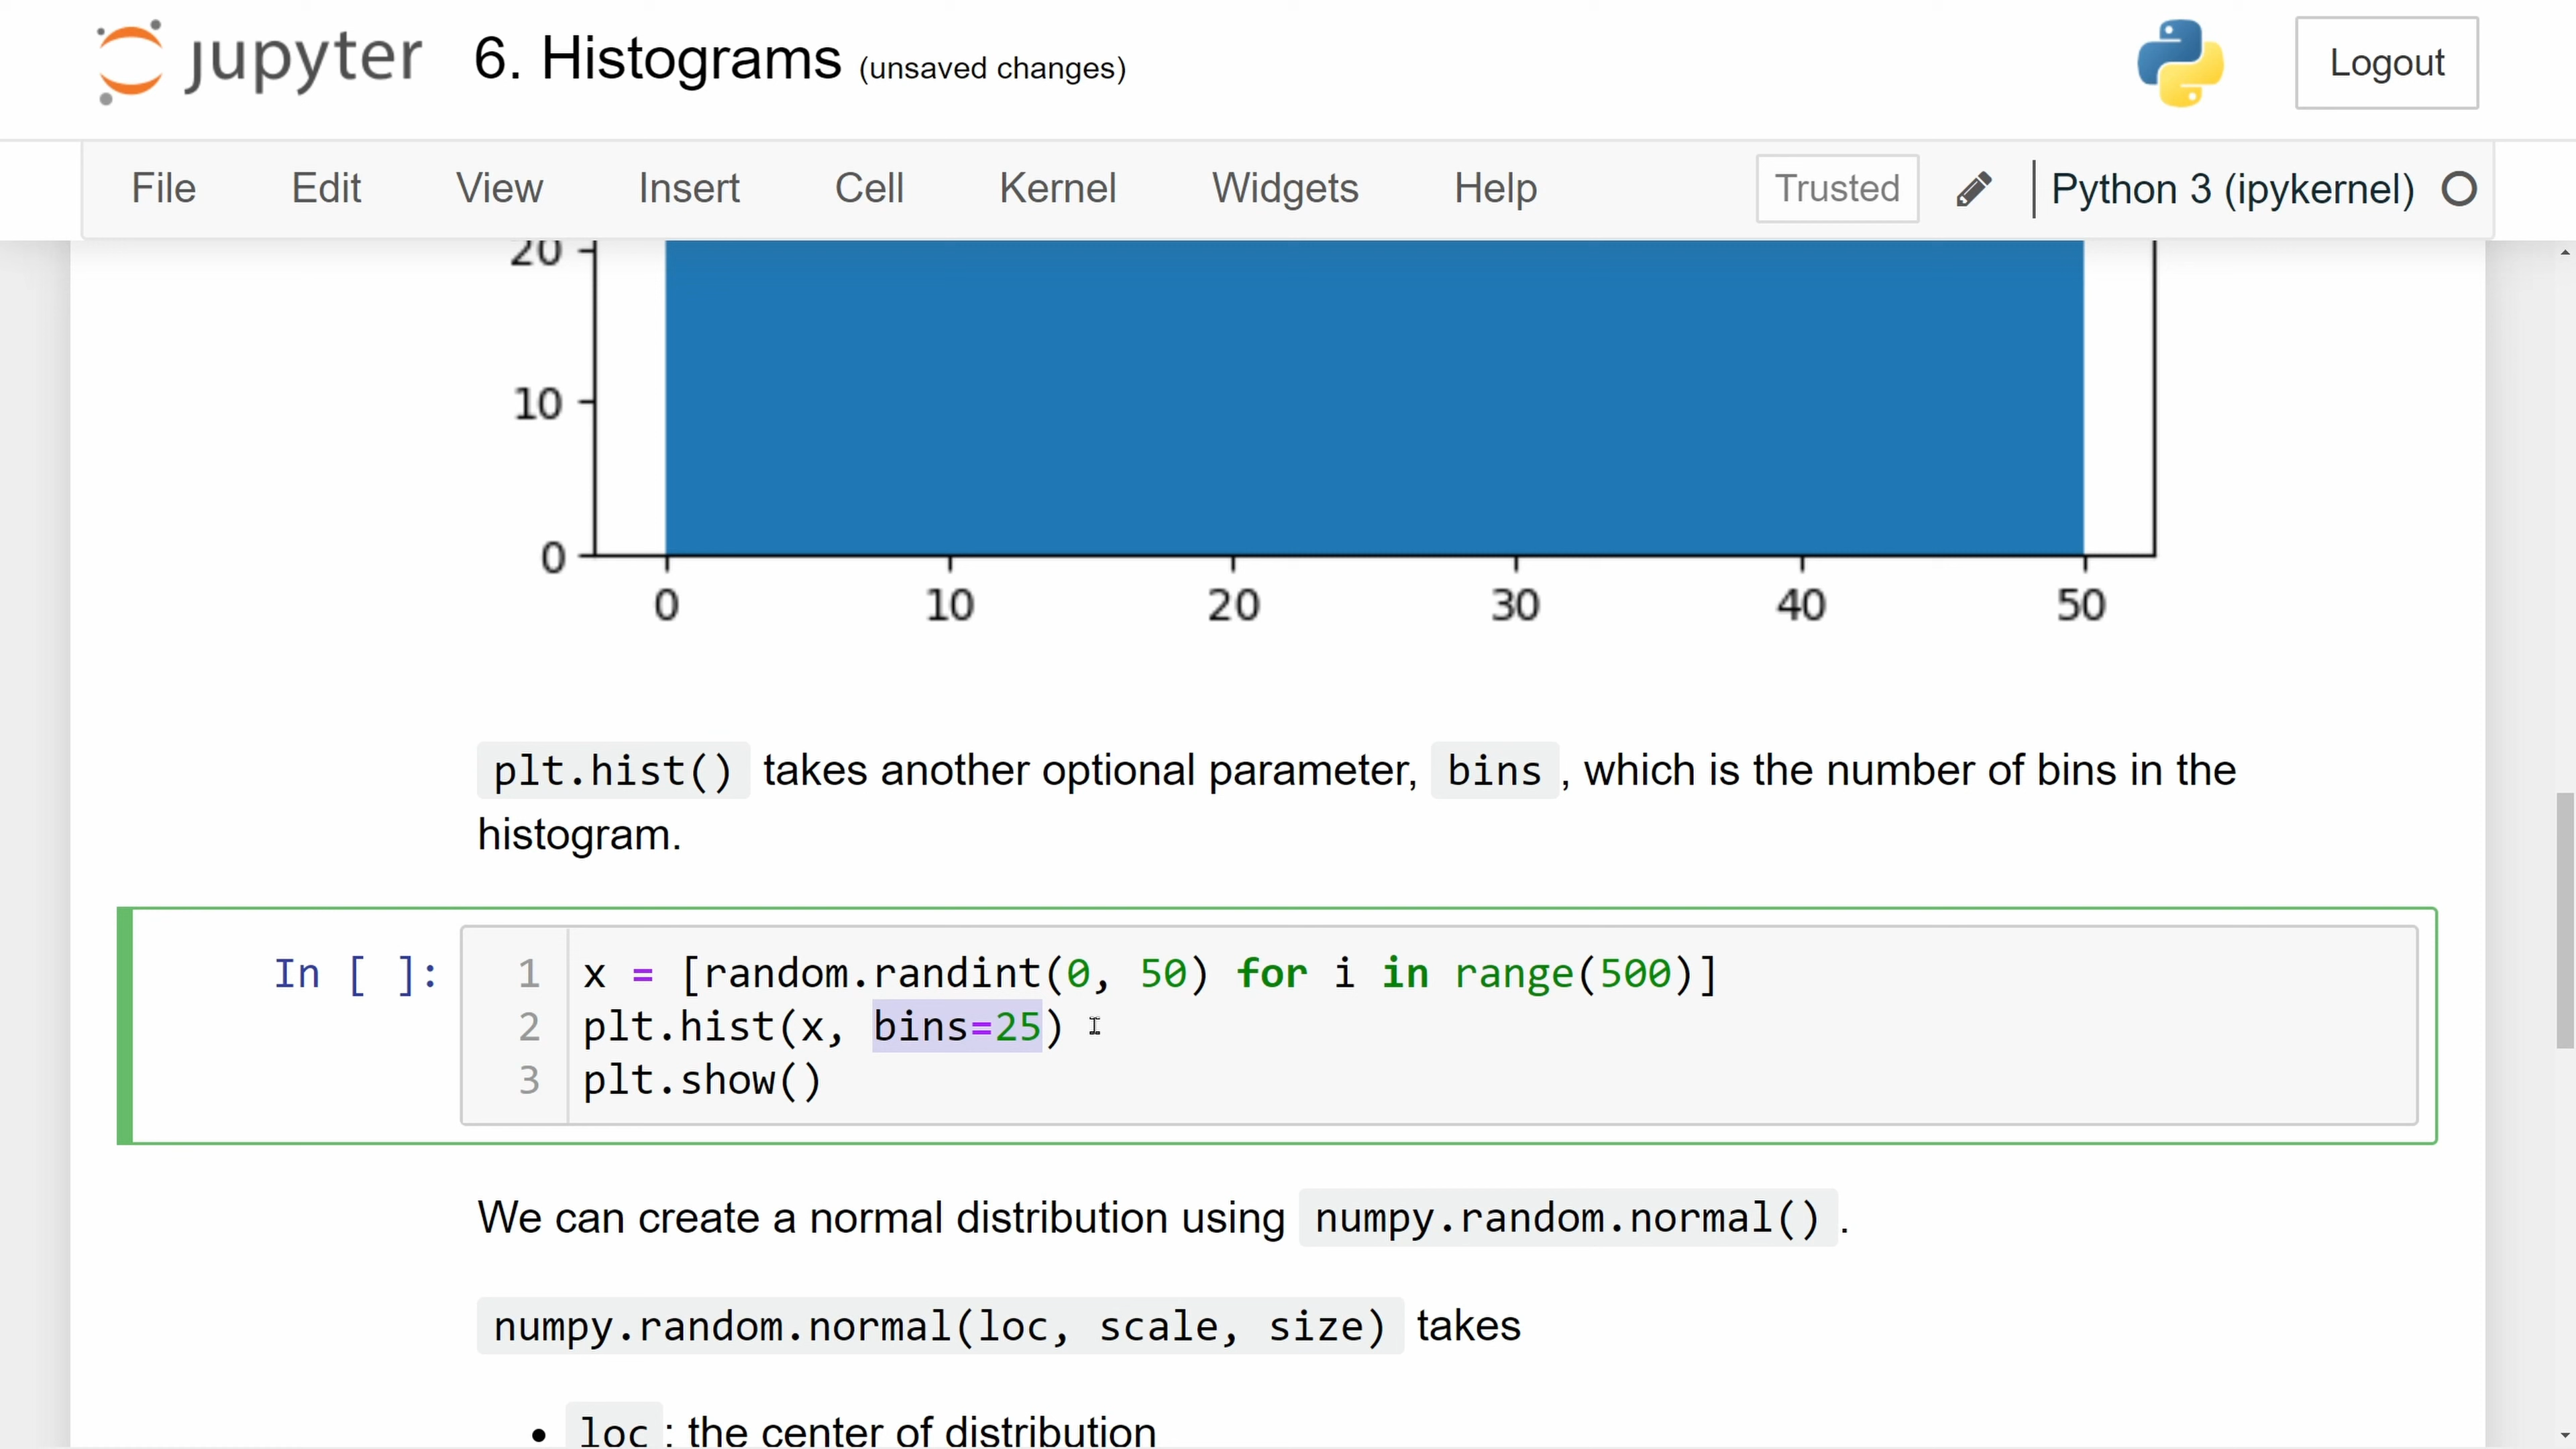 jupyter 6. Histograms (unsaved changes) Logout
File Edit View Insert Cell Kernel Widgets Help Trusted Python 3 (ipykernel)
20
10
0
0 10 20 30 40 50
plt.hist() takes another optional parameter, bins , which is the number of bins in the
histogram.
In [ ]: 1 x = [random.randint(0, 50) for i in range(500)]
2 plt.hist(x, bins=25)
3 plt.show()
We can create a normal distribution using numpy.random.normal() .
numpy.random.normal(loc, scale, size) takes
• loc : the center of distribution